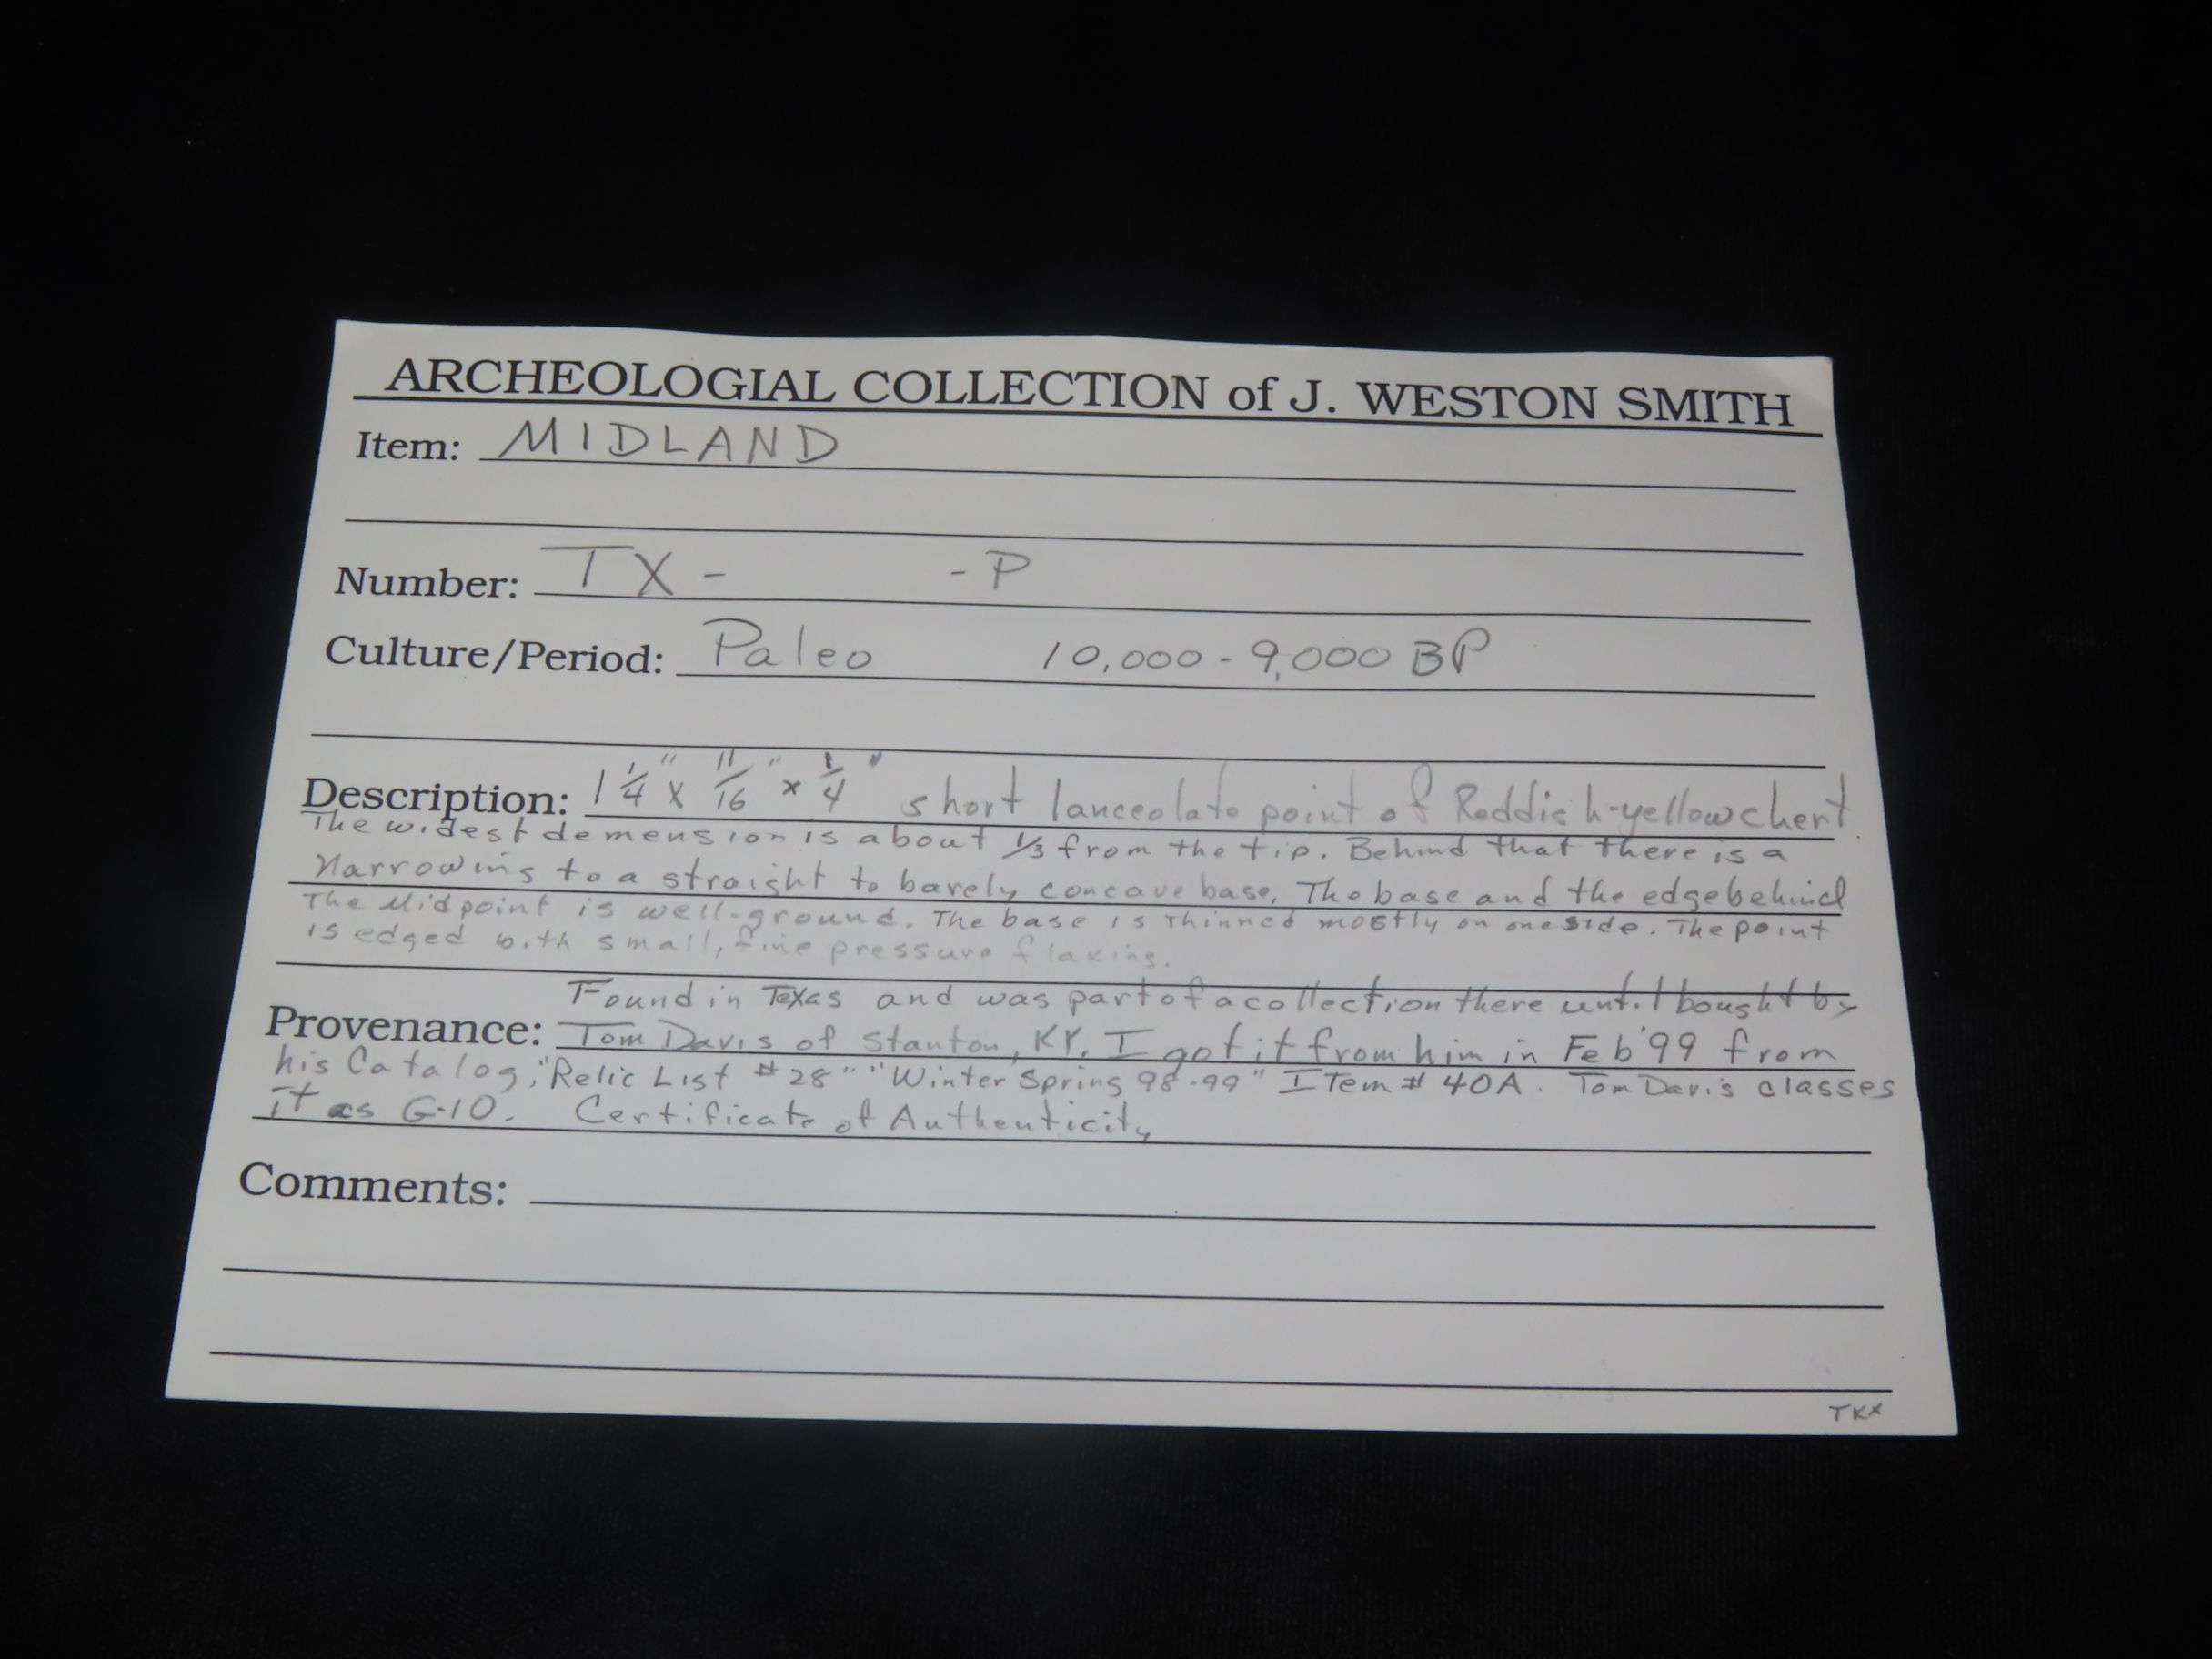 ARCHEOLOGIAL COLLECTION of J. WESTON SMITH
Item: MIDLAND
Number: TX - - P
Culture/Period: Paleo 10,000 - 9,000 BP
Description: 1 1/4" x 11/16" x 1/4" short lanceolate point of Reddish-yellow chert.
The widest demension is about 1/3 from the tip. Behind that there is a
Narrowing to a straight to barely concave base. The base and the edge behind
The Midpoint is well-ground. The base is Thinned mostly on one side. The point
is edged with small, fine pressure flaking.
Found in Texas and was part of a collection there until bought by
Provenance: Tom Davis of Stanton, KY. I got it from him in Feb '99 from
his Catalog, "Relic List #28" "Winter Spring 98-99" ITem # 40A. Tom Davis classes
it as G-10. Certificate of Authenticity
Comments:
TKX